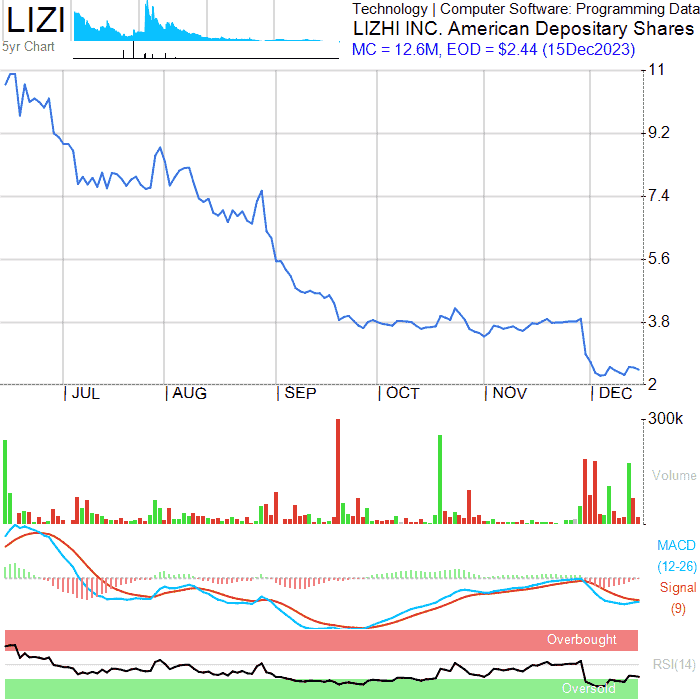 LIZI
5yr Chart
Technology | Computer Software: Programming Data
LIZHI INC. American Depositary Shares
MC = 12.6M, EOD = $2.44 (15Dec2023)
11
9.2
7.4
5.6
3.8
2
JUL AUG SEP OCT NOV DEC
300k
Volume
MACD
(12-26)
Signal
(9)
Overbought
RSI(14)
Oversold